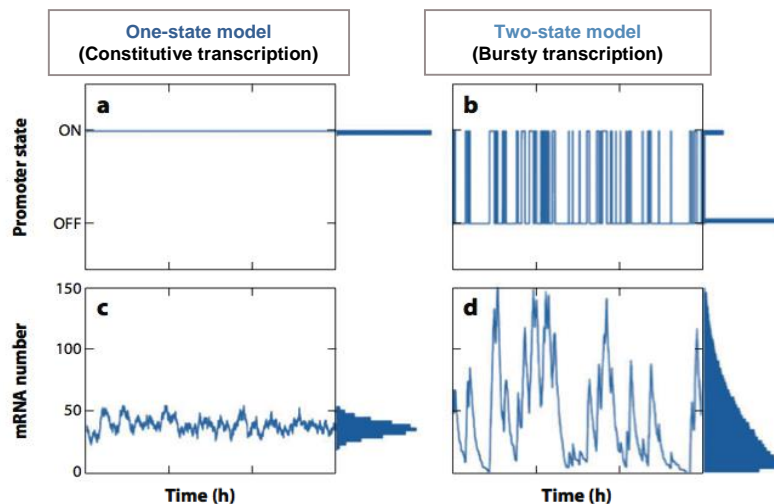 One-state model
(Constitutive transcription)
Two-state model
(Bursty transcription)
a
b
Promoter state
ON
OFF
c
d
mRNA number
150
100
50
0
Time (h)
Time (h)